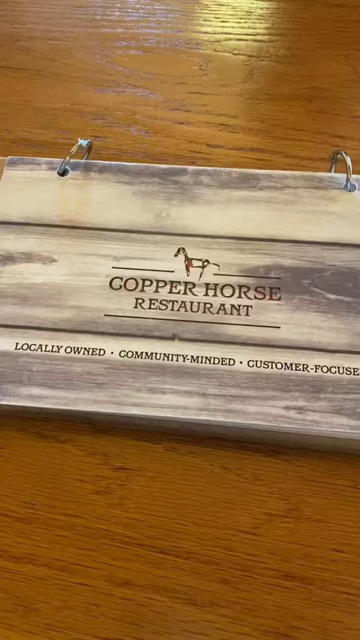 COPPER HORSE
RESTAURANT
LOCALLY OWNED • COMMUNITY-MINDED • CUSTOMER-FOCUSE